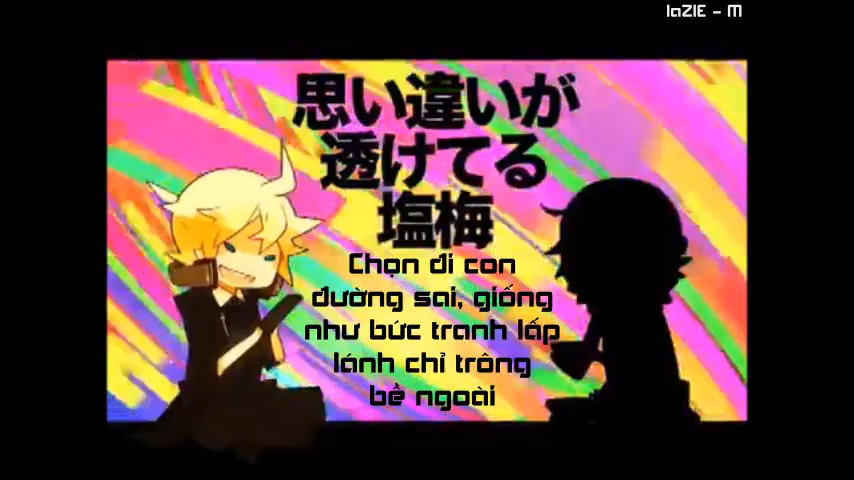 laZIE - M
思い違いが
透けてる
塩梅
Chọn đi con
đường sai, giống
như bức tranh lấp
lánh chỉ trông
bề ngoài